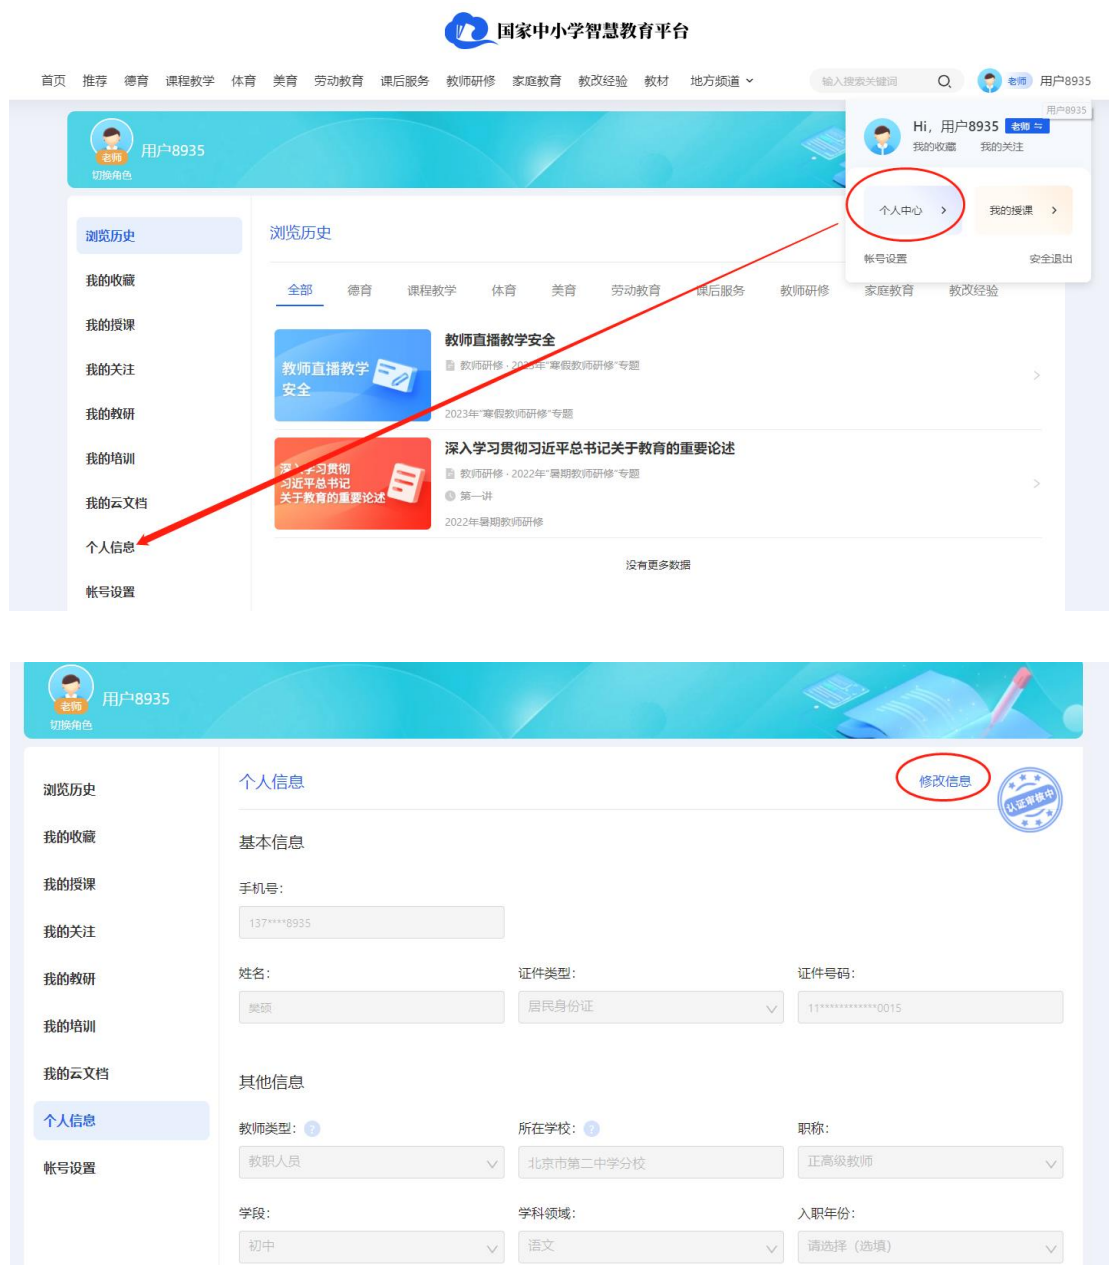 国家中小学智慧教育平台
首页 推荐 德育 课程教学 体育 美育 劳动教育 课后服务 教师研修 家庭教育 教改经验 教材 地方频道 输入搜索关键词 老师 用户8935
用户8935
Hi，用户8935 老师
我的收藏 我的关注
老师
用户8935
切换角色
个人中心 我的授课
帐号设置 安全退出
浏览历史
我的收藏
我的授课
我的关注
我的教研
我的培训
我的云文档
个人信息
帐号设置
浏览历史
全部 德育 课程教学 体育 美育 劳动教育 课后服务 教师研修 家庭教育 教改经验
教师直播教学
安全
教师直播教学安全
教师研修 · 2023年"寒假教师研修"专题
2023年"寒假教师研修"专题
深入学习贯彻
习近平总书记
关于教育的重要论述
深入学习贯彻习近平总书记关于教育的重要论述
教师研修 · 2022年"暑期教师研修"专题
第一讲
2022年暑期教师研修
没有更多数据
老师
用户8935
切换角色
浏览历史
我的收藏
我的授课
我的关注
我的教研
我的培训
我的云文档
个人信息
帐号设置
个人信息 修改信息
认证审核中
基本信息
手机号：
137****8935
姓名： 证件类型： 证件号码：
樊硕 居民身份证 11************0015
其他信息
教师类型： ? 所在学校： ? 职称：
教职人员 北京市第二中学分校 正高级教师
学段： 学科领域： 入职年份：
初中 语文 请选择（选填）